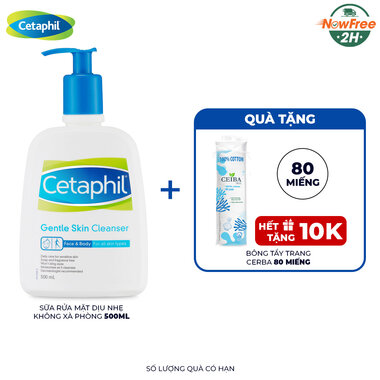 Cetaphil
NowFree
2H
Cetaphil
Gentle Skin Cleanser
Face & Body For all skin types
500 mL
+
QUÀ TẶNG
100% COTTON
CEIBA
80
MIẾNG
HẾT
TẶNG
10K
BÔNG TẨY TRANG
CERBA 80 MIẾNG
SỮA RỬA MẶT DỊU NHẸ
KHÔNG XÀ PHÒNG 500ML
SỐ LƯỢNG QUÀ CÓ HẠN